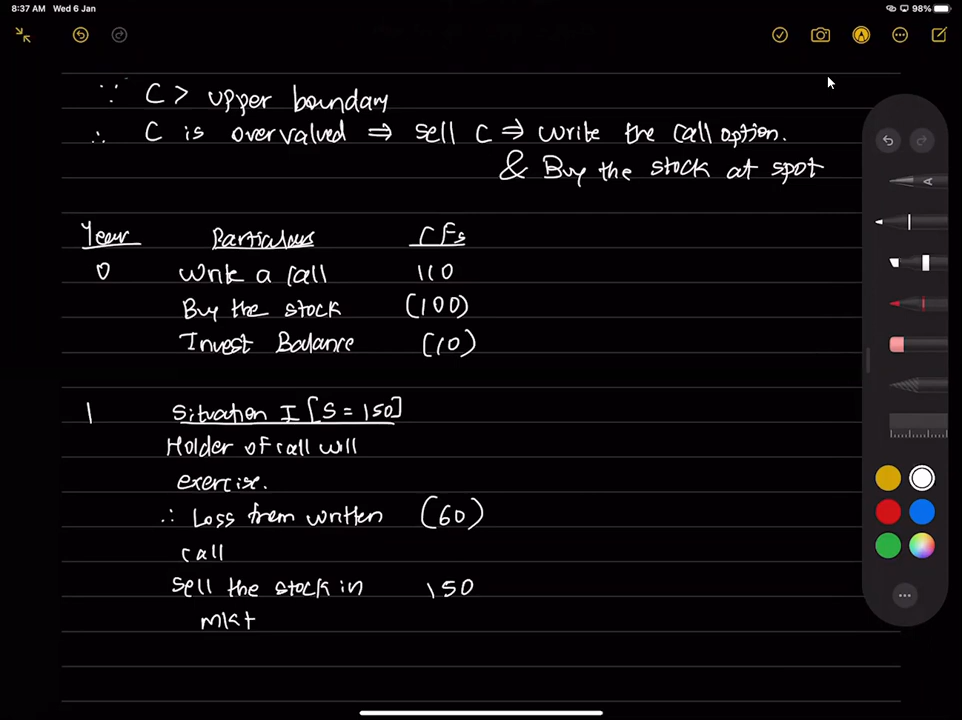 8:37 AM Wed 6 Jan 98%
∵ C > upper boundary
∴ C is overvalued ⇒ sell C ⇒ write the call option.
& Buy the stock at spot
Year Particulars CFs
0 Write a call 110
Buy the stock (100)
Invest Balance (10)
1 Situation I [S = 150]
Holder of call will
exercise.
∴ Loss from written (60)
call
Sell the stock in 150
mkt